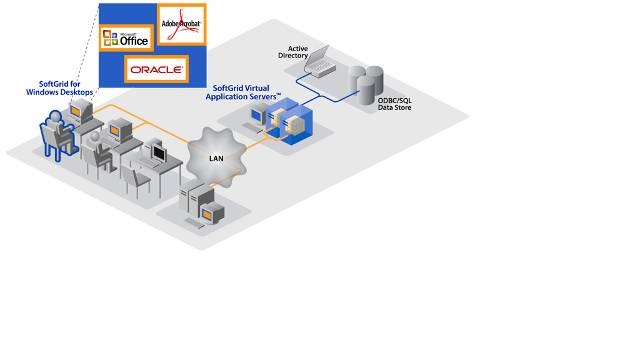 Adobe Acrobat
Microsoft
Office
ORACLE
SoftGrid for
Windows Desktops
SoftGrid Virtual
Application Servers™
Active
Directory
ODBC/SQL
Data Store
LAN